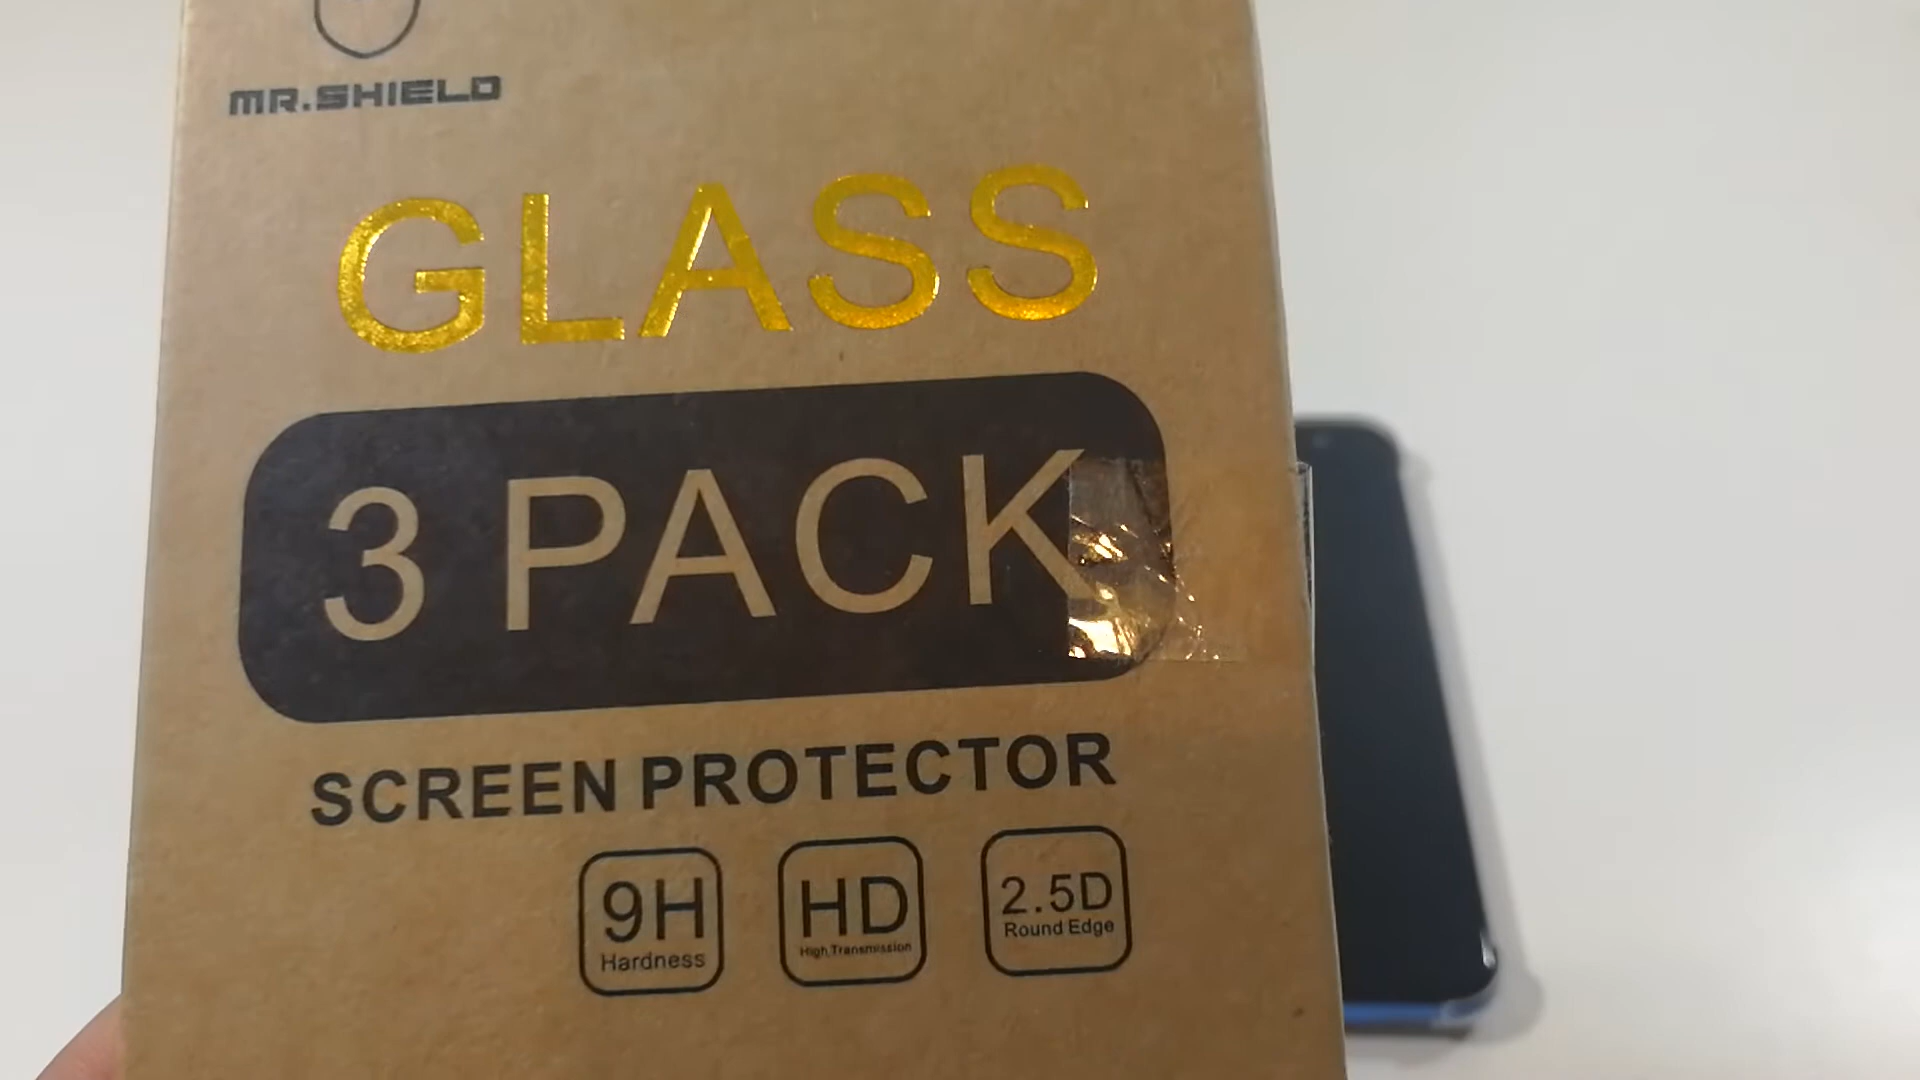 MR.SHIELD
GLASS
3 PACK
SCREEN PROTECTOR
9H
Hardness
HD
High Transmission
2.5D
Round Edge